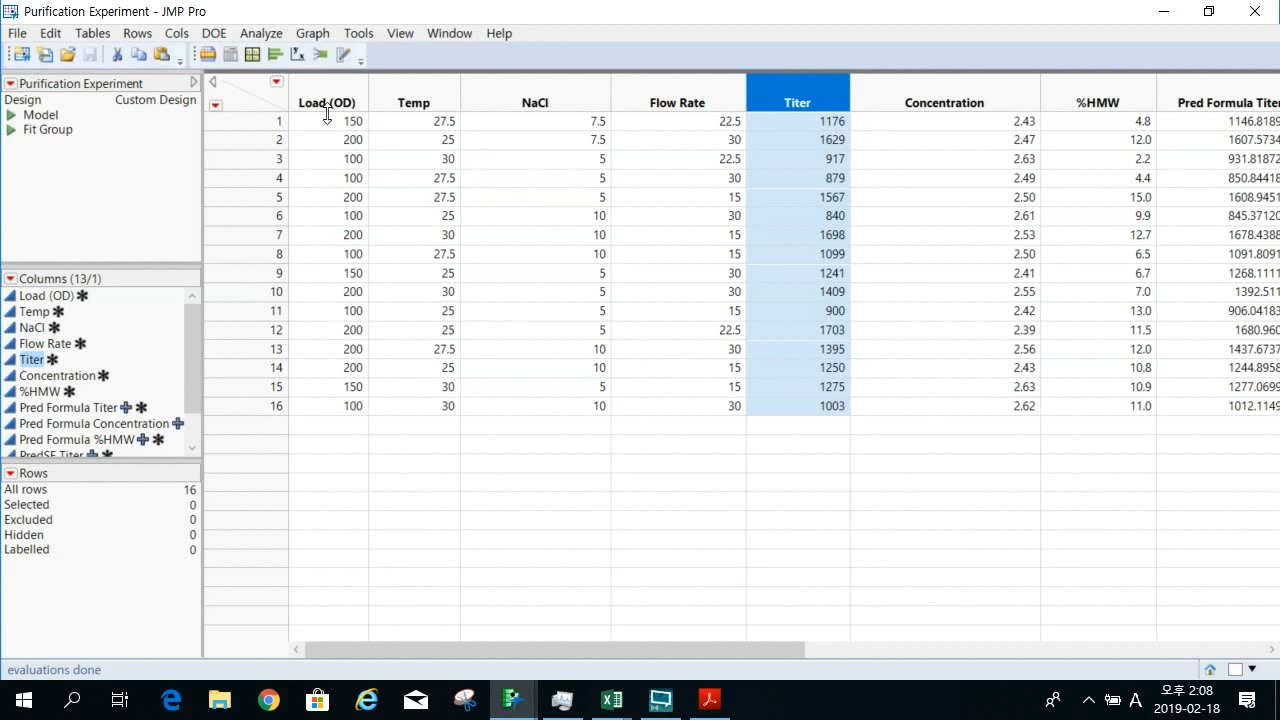 Purification Experiment - JMP Pro
File Edit Tables Rows Cols DOE Analyze Graph Tools View Window Help
Purification Experiment
Design Custom Design
Model
Fit Group
Columns (13/1)
Load (OD)
Temp
NaCl
Flow Rate
Titer
Concentration
%HMW
Pred Formula Titer
Pred Formula Concentration
Pred Formula %HMW
PredSE Titer
Rows
All rows 16
Selected 0
Excluded 0
Hidden 0
Labelled 0
Load (OD) Temp NaCl Flow Rate Titer Concentration %HMW Pred Formula Titer
1 150 27.5 7.5 22.5 1176 2.43 4.8 1146.8189
2 200 25 7.5 30 1629 2.47 12.0 1607.5734
3 100 30 5 22.5 917 2.63 2.2 931.81872
4 100 27.5 5 30 879 2.49 4.4 850.84418
5 200 27.5 5 15 1567 2.50 15.0 1608.9451
6 100 25 10 30 840 2.61 9.9 845.37120
7 200 30 10 15 1698 2.53 12.7 1678.4388
8 100 27.5 10 15 1099 2.50 6.5 1091.8091
9 150 25 5 30 1241 2.41 6.7 1268.1111
10 200 30 5 30 1409 2.55 7.0 1392.511
11 100 25 5 15 900 2.42 13.0 906.04183
12 200 25 5 22.5 1703 2.39 11.5 1680.960
13 200 27.5 10 30 1395 2.56 12.0 1437.6737
14 200 25 10 15 1250 2.43 10.8 1244.8958
15 150 30 5 15 1275 2.63 10.9 1277.0699
16 100 30 10 30 1003 2.62 11.0 1012.1149
evaluations done
A
오후 2:08
2019-02-18